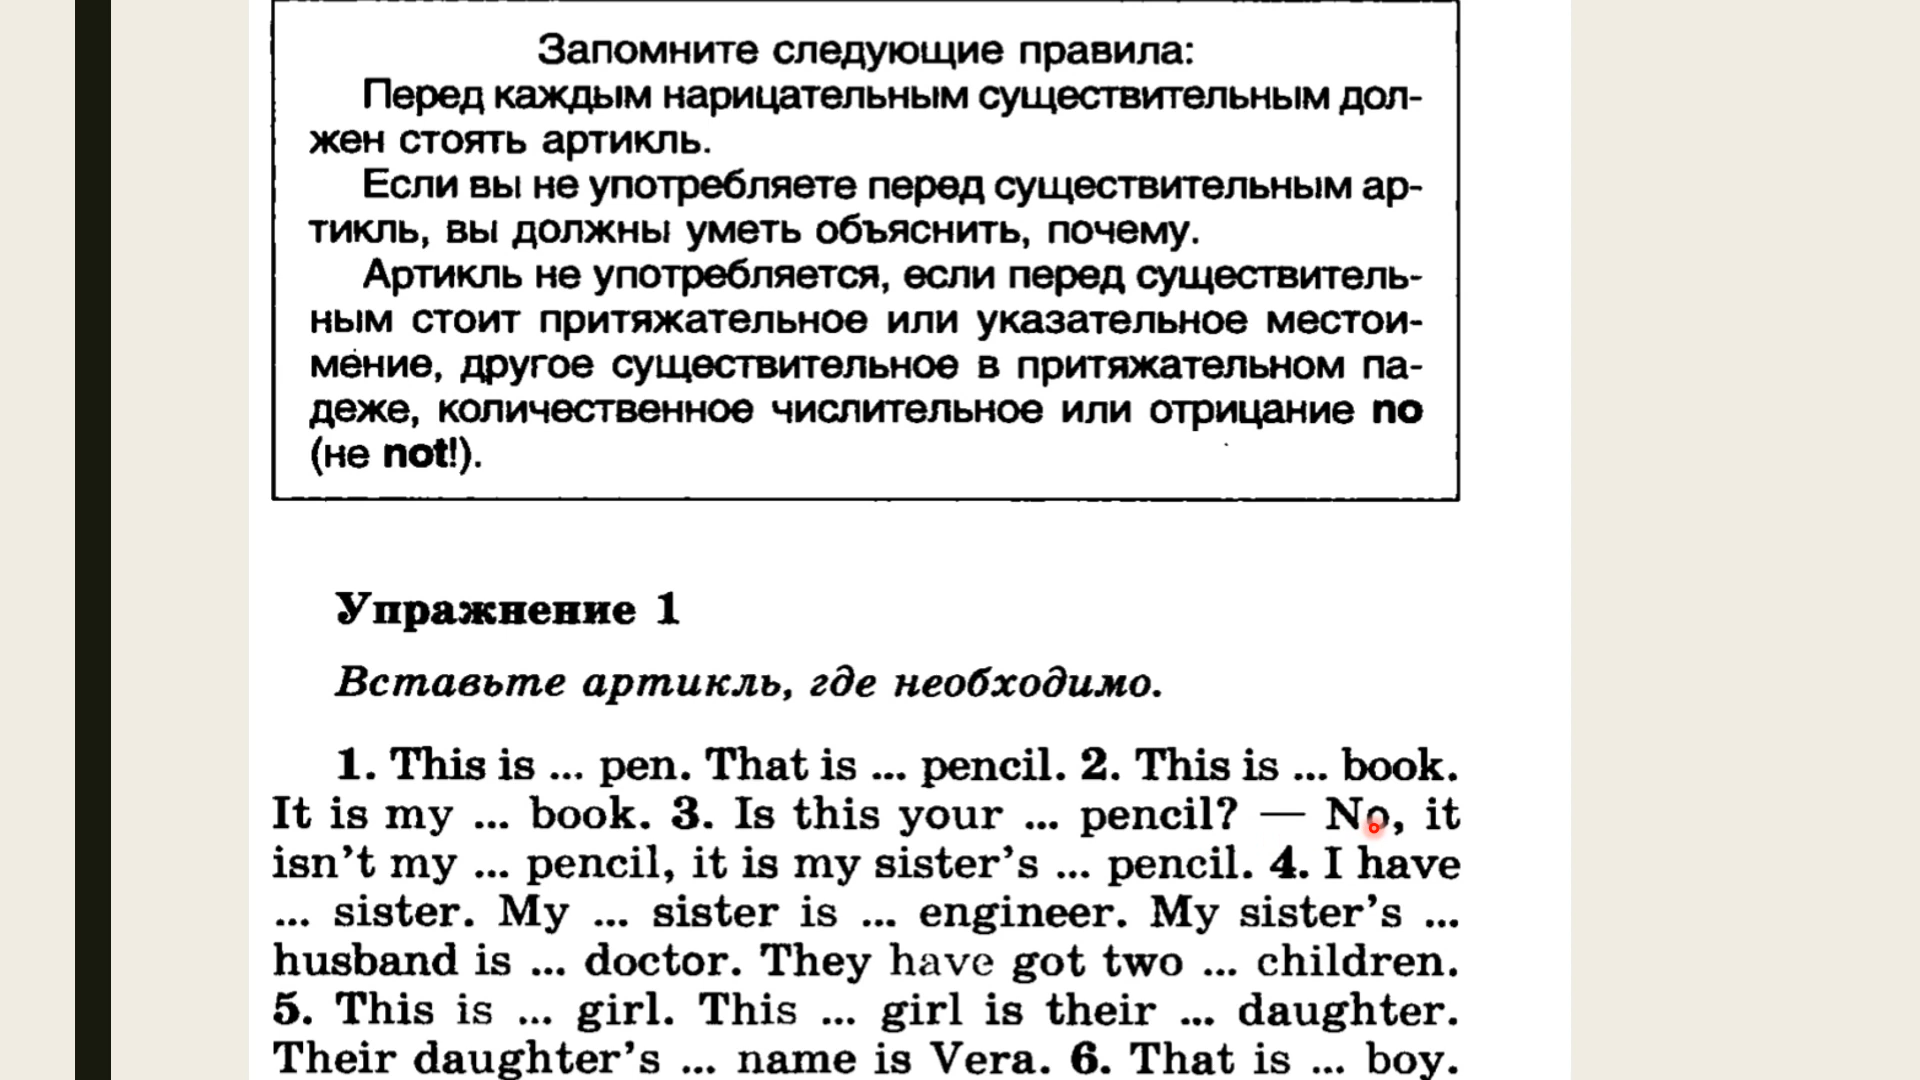 Запомните следующие правила:
Перед каждым нарицательным существительным дол-
жен стоять артикль.
Если вы не употребляете перед существительным ар-
тикль, вы должны уметь объяснить, почему.
Артикль не употребляется, если перед существитель-
ным стоит притяжательное или указательное местои-
мение, другое существительное в притяжательном па-
деже, количественное числительное или отрицание no
(не not!).
Упражнение 1
Вставьте артикль, где необходимо.
1. This is ... pen. That is ... pencil. 2. This is ... book.
It is my ... book. 3. Is this your ... pencil? — No, it
isn't my ... pencil, it is my sister's ... pencil. 4. I have
... sister. My ... sister is ... engineer. My sister's ...
husband is ... doctor. They have got two ... children.
5. This is ... girl. This ... girl is their ... daughter.
Their daughter's ... name is Vera. 6. That is ... boy.